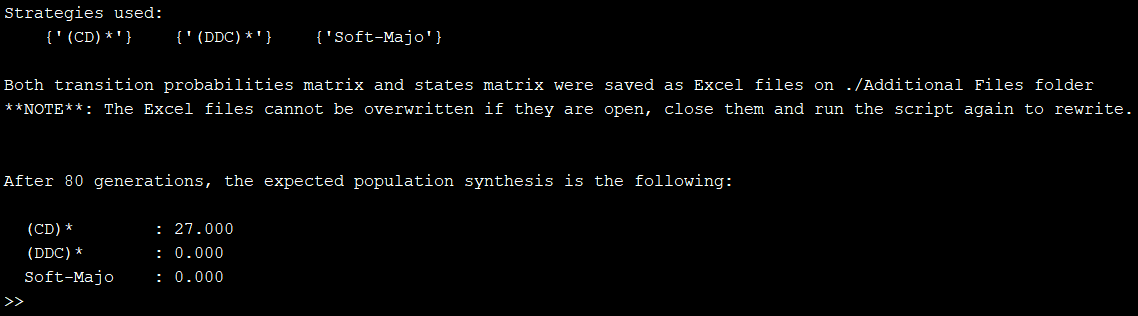 Strategies used:
{'(CD)*'} {'(DDC)*'} {'Soft-Majo'}
Both transition probabilities matrix and states matrix were saved as Excel files on ./Additional Files folder
**NOTE**: The Excel files cannot be overwritten if they are open, close them and run the script again to rewrite.
After 80 generations, the expected population synthesis is the following:
(CD)* : 27.000
(DDC)* : 0.000
Soft-Majo : 0.000
>>